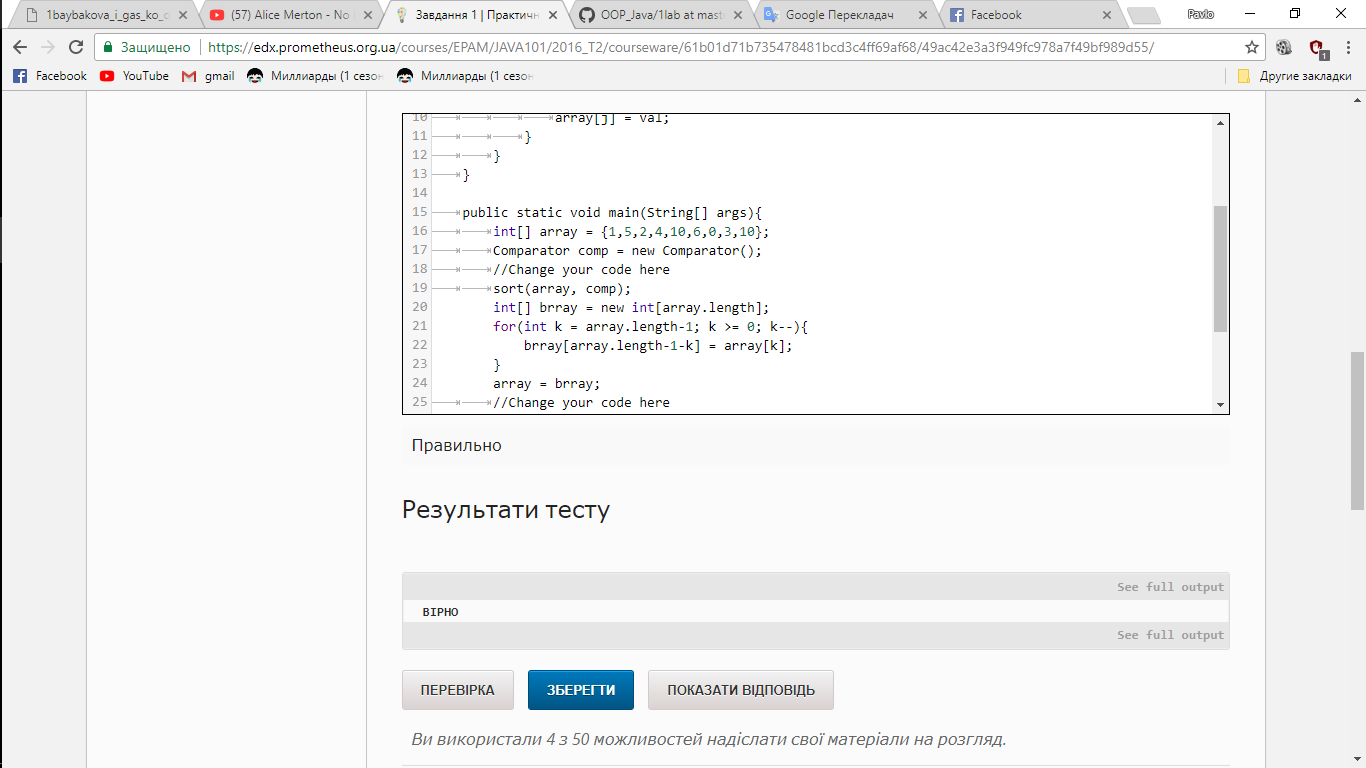 1baybakova_i_gas_ko_o
(57) Alice Merton - No
Завдання 1 | Практичн
OOP_Java/1lab at mast
Google Перекладач
Facebook
Pavlo
Защищено
https://edx.prometheus.org.ua/courses/EPAM/JAVA101/2016_T2/courseware/61b01d71b735478481bcd3c4ff69af68/49ac42e3a3f949fc978a7f49bf989d55/
1
Facebook
YouTube
gmail
Миллиарды (1 сезон
Миллиарды (1 сезон
Другие закладки
10 array[j] = val;
11 }
12 }
13 }
14
15 public static void main(String[] args){
16 int[] array = {1,5,2,4,10,6,0,3,10};
17 Comparator comp = new Comparator();
18 //Change your code here
19 sort(array, comp);
20 int[] brray = new int[array.length];
21 for(int k = array.length-1; k >= 0; k--){
22 brray[array.length-1-k] = array[k];
23 }
24 array = brray;
25 //Change your code here
Правильно
Результати тесту
See full output
ВІРНО
See full output
ПЕРЕВІРКА
ЗБЕРЕГТИ
ПОКАЗАТИ ВІДПОВІДЬ
Ви використали 4 з 50 можливостей надіслати свої матеріали на розгляд.